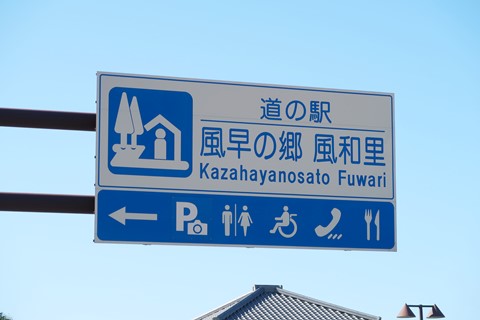 道の駅
風早の郷 風和里
Kazahayanosato Fuwari
P